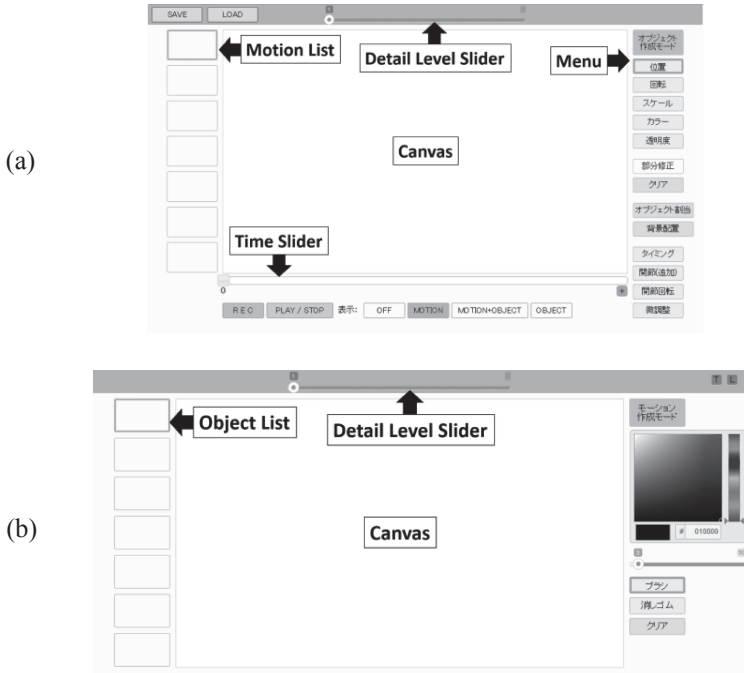 (a)
SAVE LOAD
Motion List
Detail Level Slider
Menu
Canvas
Time Slider
0
+
REC PLAY / STOP 表示: OFF MOTION MOTION+OBJECT OBJECT
オブジェクト
作成モード
位置
回転
スケール
カラー
透明度
部分修正
クリア
オブジェクト割当
背景配置
タイミング
関節(追加)
関節回転
微調整
(b)
T L
Object List
Detail Level Slider
Canvas
モーション
作成モード
# 010000
ブラシ
消しゴム
クリア